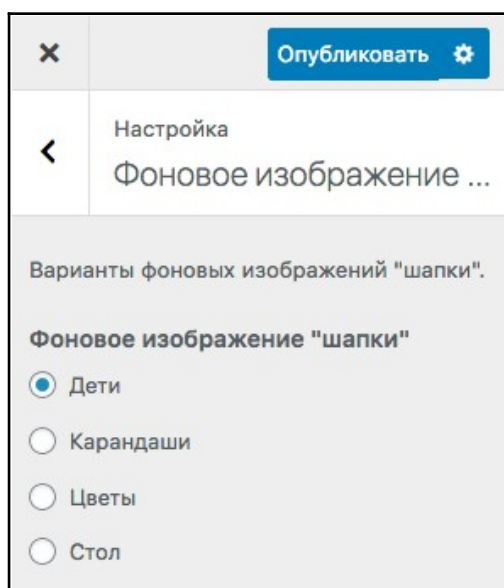 Опубликовать
Настройка
Фоновое изображение ...
Варианты фоновых изображений "шапки".
Фоновое изображение "шапки"
Дети
Карандаши
Цветы
Стол